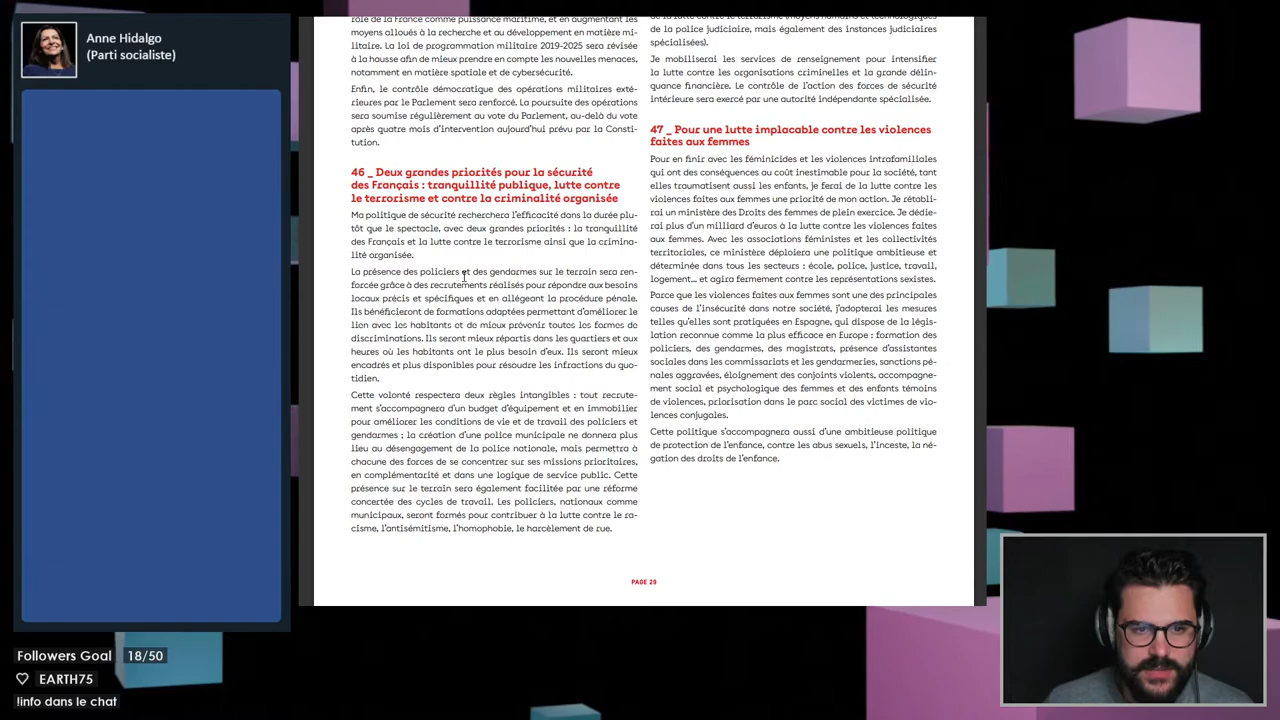 Anne Hidalgo
(Parti socialiste)
rôle de la France comme puissance maritime, et en augmentant les
moyens alloués à la recherche et au développement en matière mi-
litaire. La loi de programmation militaire 2019-2025 sera révisée
à la hausse afin de mieux prendre en compte les nouvelles menaces,
notamment en matière spatiale et de cybersécurité.
Enfin, le contrôle démocratique des opérations militaires exté-
rieures par le Parlement sera renforcé. La poursuite des opérations
sera soumise régulièrement au vote du Parlement, au-delà du vote
après quatre mois d'intervention aujourd'hui prévu par la Consti-
tution.
46 _ Deux grandes priorités pour la sécurité
des Français : tranquillité publique, lutte contre
le terrorisme et contre la criminalité organisée
Ma politique de sécurité recherchera l'efficacité dans la durée plu-
tôt que le spectacle, avec deux grandes priorités : la tranquillité
des Français et la lutte contre le terrorisme ainsi que la crimina-
lité organisée.
La présence des policiers et des gendarmes sur le terrain sera ren-
forcée grâce à des recrutements réalisés pour répondre aux besoins
locaux précis et spécifiques et en allégeant la procédure pénale.
Ils bénéficieront de formations adaptées permettant d'améliorer le
lien avec les habitants et de mieux prévenir toutes les formes de
discriminations. Ils seront mieux répartis dans les quartiers et aux
heures où les habitants ont le plus besoin d'eux. Ils seront mieux
encadrés et plus disponibles pour résoudre les infractions du quo-
tidien.
Cette volonté respectera deux règles intangibles : tout recrute-
ment s'accompagnera d'un budget d'équipement et en immobilier
pour améliorer les conditions de vie et de travail des policiers et
gendarmes ; la création d'une police municipale ne donnera plus
lieu au désengagement de la police nationale, mais permettra à
chacune des forces de se concentrer sur ses missions prioritaires,
en complémentarité et dans une logique de service public. Cette
présence sur le terrain sera également facilitée par une réforme
concertée des cycles de travail. Les policiers, nationaux comme
municipaux, seront formés pour contribuer à la lutte contre le ra-
cisme, l'antisémitisme, l'homophobie, le harcèlement de rue.
de la lutte contre le terrorisme (moyens humains et technologiques
de la police judiciaire, mais également des instances judiciaires
spécialisées).
Je mobiliserai les services de renseignement pour intensifier
la lutte contre les organisations criminelles et la grande délin-
quance financière. Le contrôle de l'action des forces de sécurité
intérieure sera exercé par une autorité indépendante spécialisée.
47 _ Pour une lutte implacable contre les violences
faites aux femmes
Pour en finir avec les féminicides et les violences intrafamiliales
qui ont des conséquences au coût inestimable pour la société, tant
elles traumatisent aussi les enfants, je ferai de la lutte contre les
violences faites aux femmes une priorité de mon action. Je rétabli-
rai un ministère des Droits des femmes de plein exercice. Je dédie-
rai plus d'un milliard d'euros à la lutte contre les violences faites
aux femmes. Avec les associations féministes et les collectivités
territoriales, ce ministère déploiera une politique ambitieuse et
déterminée dans tous les secteurs : école, police, justice, travail,
logement... et agira fermement contre les représentations sexistes.
Parce que les violences faites aux femmes sont une des principales
causes de l'insécurité dans notre société, j'adopterai les mesures
telles qu'elles sont pratiquées en Espagne, qui dispose de la légis-
lation reconnue comme la plus efficace en Europe : formation des
policiers, des gendarmes, des magistrats, présence d'assistantes
sociales dans les commissariats et les gendarmeries, sanctions pé-
nales aggravées, éloignement des conjoints violents, accompagne-
ment social et psychologique des femmes et des enfants témoins
de violences, priorisation dans le parc social des victimes de vio-
lences conjugales.
Cette politique s'accompagnera aussi d'une ambitieuse politique
de protection de l'enfance, contre les abus sexuels, l'inceste, la né-
gation des droits de l'enfance.
PAGE 29
Followers Goal 18/50
EARTH75
!info dans le chat